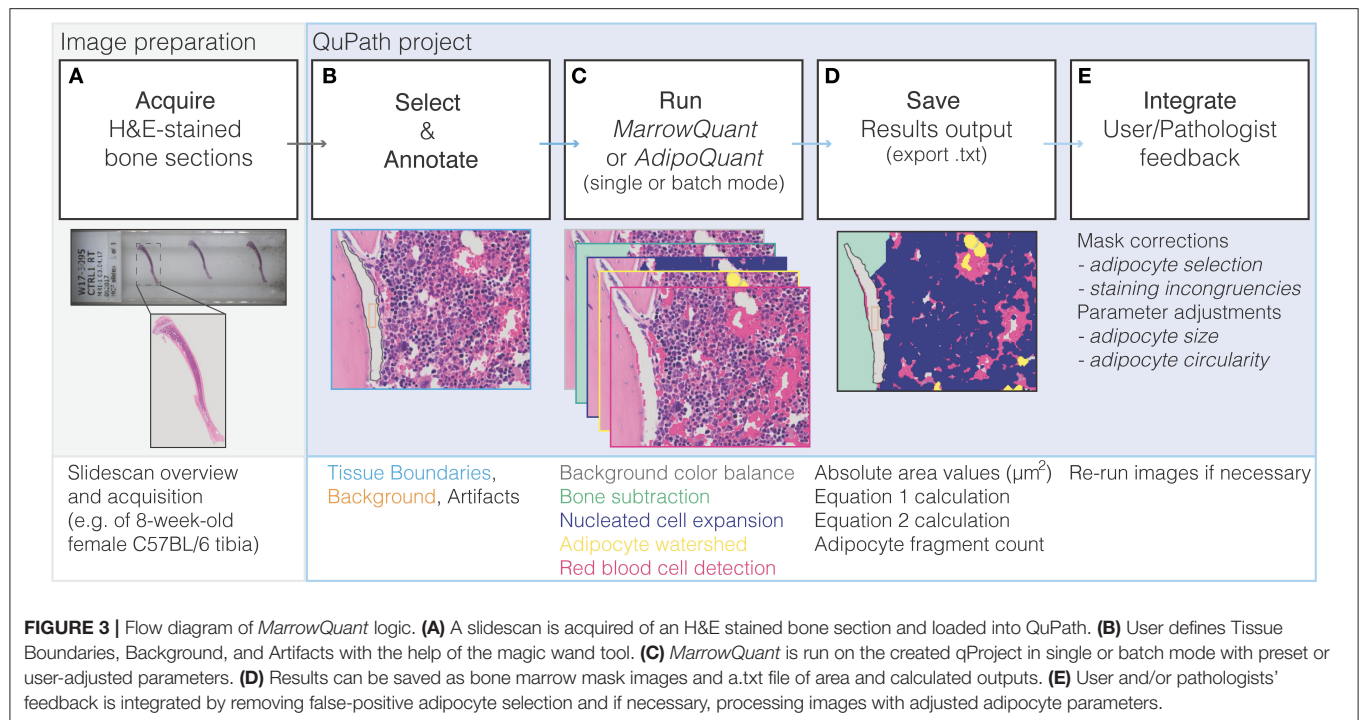 Image preparation
QuPath project
A
Acquire
H&E-stained
bone sections
B
Select
&
Annotate
C
Run
MarrowQuant
or AdipoQuant
(single or batch mode)
D
Save
Results output
(export .txt)
E
Integrate
User/Pathologist
feedback
CTRL1 RT
Mask corrections
- adipocyte selection
- staining incongruencies
Parameter adjustments
- adipocyte size
- adipocyte circularity
Slidescan overview
and acquisition
(e.g. of 8-week-old
female C57BL/6 tibia)
Tissue Boundaries,
Background, Artifacts
Background color balance
Bone subtraction
Nucleated cell expansion
Adipocyte watershed
Red blood cell detection
Absolute area values (µm²)
Equation 1 calculation
Equation 2 calculation
Adipocyte fragment count
Re-run images if necessary
FIGURE 3 | Flow diagram of MarrowQuant logic. (A) A slidescan is acquired of an H&E stained bone section and loaded into QuPath. (B) User defines Tissue
Boundaries, Background, and Artifacts with the help of the magic wand tool. (C) MarrowQuant is run on the created qProject in single or batch mode with preset or
user-adjusted parameters. (D) Results can be saved as bone marrow mask images and a.txt file of area and calculated outputs. (E) User and/or pathologists'
feedback is integrated by removing false-positive adipocyte selection and if necessary, processing images with adjusted adipocyte parameters.